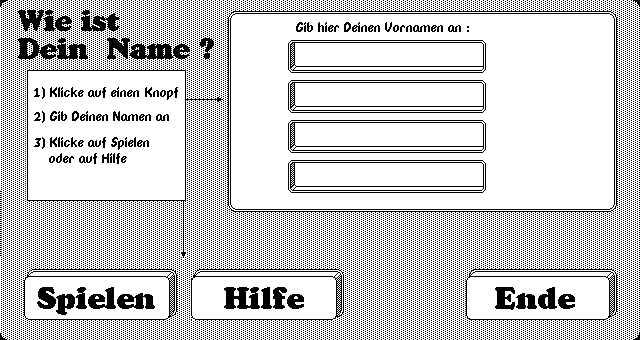 Wie ist
Dein Name ?
1) Klicke auf einen Knopf
2) Gib Deinen Namen an
3) Klicke auf Spielen
oder auf Hilfe
Gib hier Deinen Vornamen an :
Spielen
Hilfe
Ende